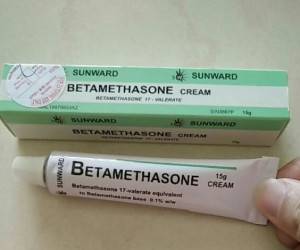 SUNWARD SUNWARD
BETAMETHASONE CREAM
BETAMETHASONE 17 - VALERATE
15g
SUNWARD
BETAMETHASONE
15g
CREAM
Betamethasone 17-valerate equivalent
to Betamethasone base 0.1% w/w